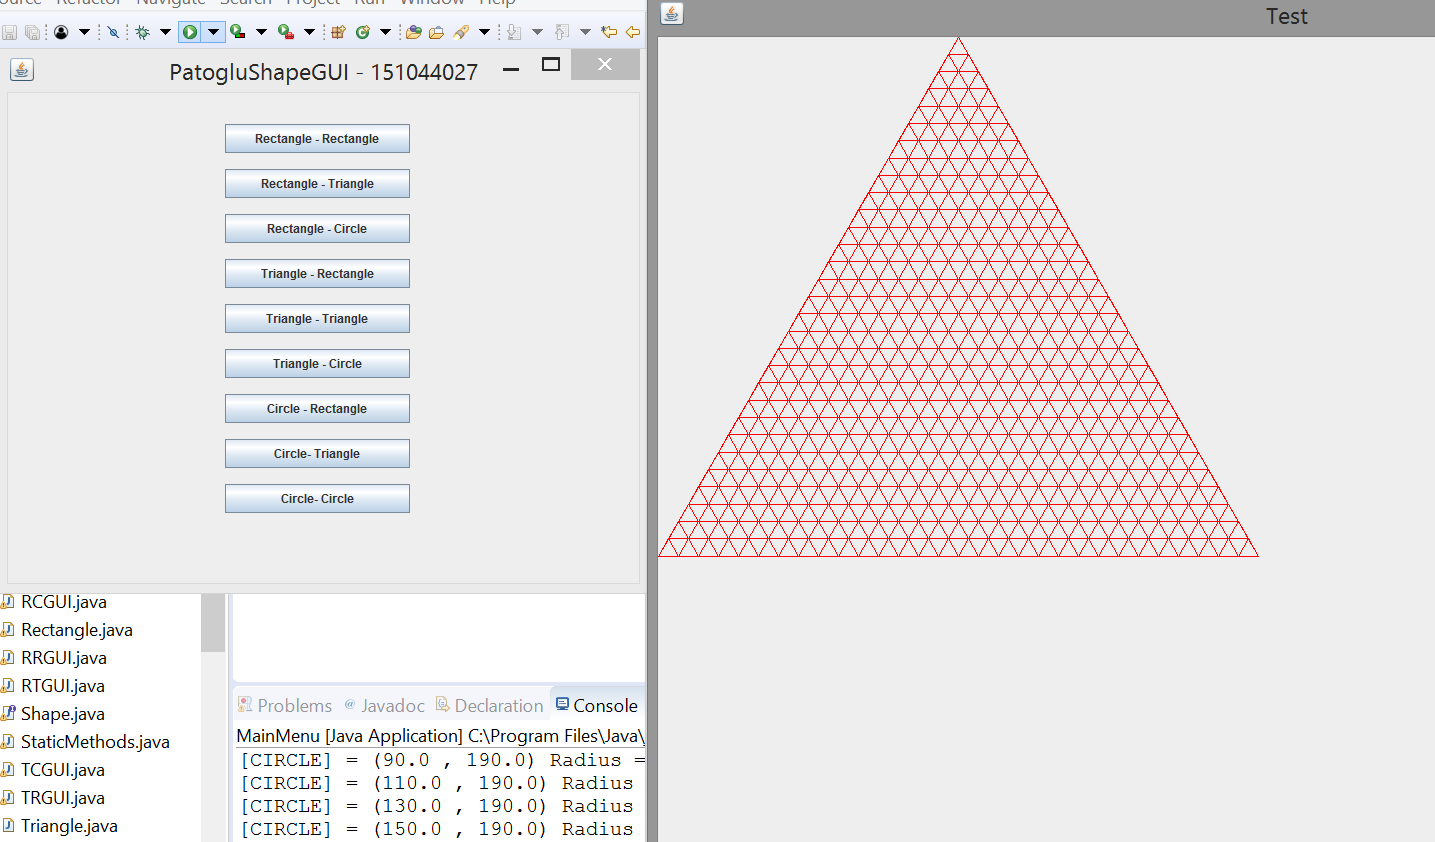 ource Refactor Navigate Search Project Run Window Help
PatogluShapeGUI - 151044027
Rectangle - Rectangle
Rectangle - Triangle
Rectangle - Circle
Triangle - Rectangle
Triangle - Triangle
Triangle - Circle
Circle - Rectangle
Circle- Triangle
Circle- Circle
RCGUI.java
Rectangle.java
RRGUI.java
RTGUI.java
Shape.java
StaticMethods.java
TCGUI.java
TRGUI.java
Triangle.java
Problems @ Javadoc Declaration Console
MainMenu [Java Application] C:\Program Files\Java\
[CIRCLE] = (90.0 , 190.0) Radius =
[CIRCLE] = (110.0 , 190.0) Radius
[CIRCLE] = (130.0 , 190.0) Radius
[CIRCLE] = (150.0 , 190.0) Radius
Test